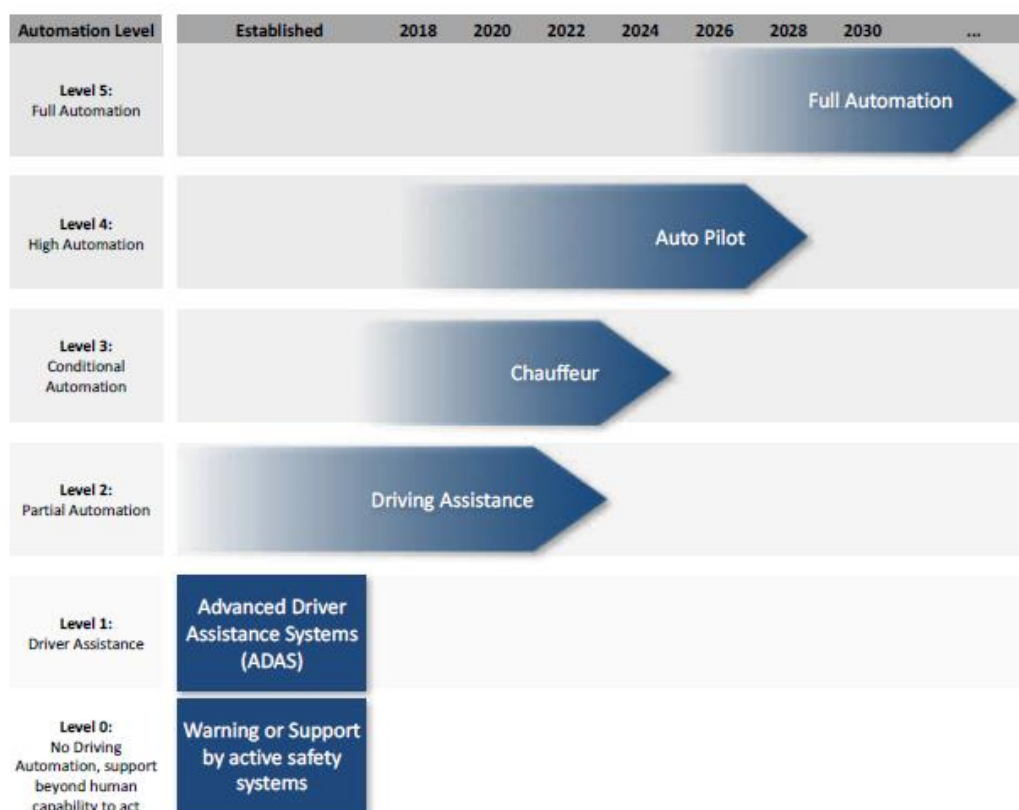 Automation Level Established 2018 2020 2022 2024 2026 2028 2030 ...
Level 5:
Full Automation
Full Automation
Level 4:
High Automation
Auto Pilot
Level 3:
Conditional
Automation
Chauffeur
Level 2:
Partial Automation
Driving Assistance
Level 1:
Driver Assistance
Advanced Driver
Assistance Systems
(ADAS)
Level 0:
No Driving
Automation, support
beyond human
capability to act
Warning or Support
by active safety
systems